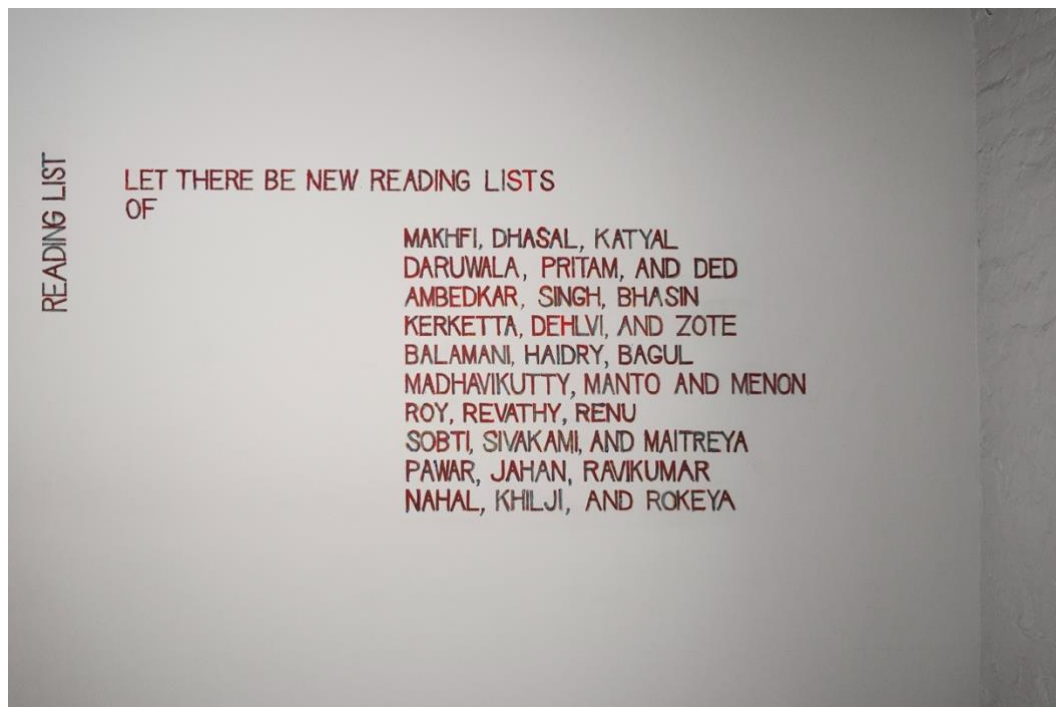 READING LIST
LET THERE BE NEW READING LISTS
OF
MAKHFI, DHASAL, KATYAL
DARUWALA, PRITAM, AND DED
AMBEDKAR, SINGH, BHASIN
KERKETTA, DEHLVI, AND ZOTE
BALAMANI, HAIDRY, BAGUL
MADHAVIKUTTY, MANTO AND MENON
ROY, REVATHY, RENU
SOBTI, SIVAKAMI, AND MAITREYA
PAWAR, JAHAN, RAVIKUMAR
NAHAL, KHILJI, AND ROKEYA